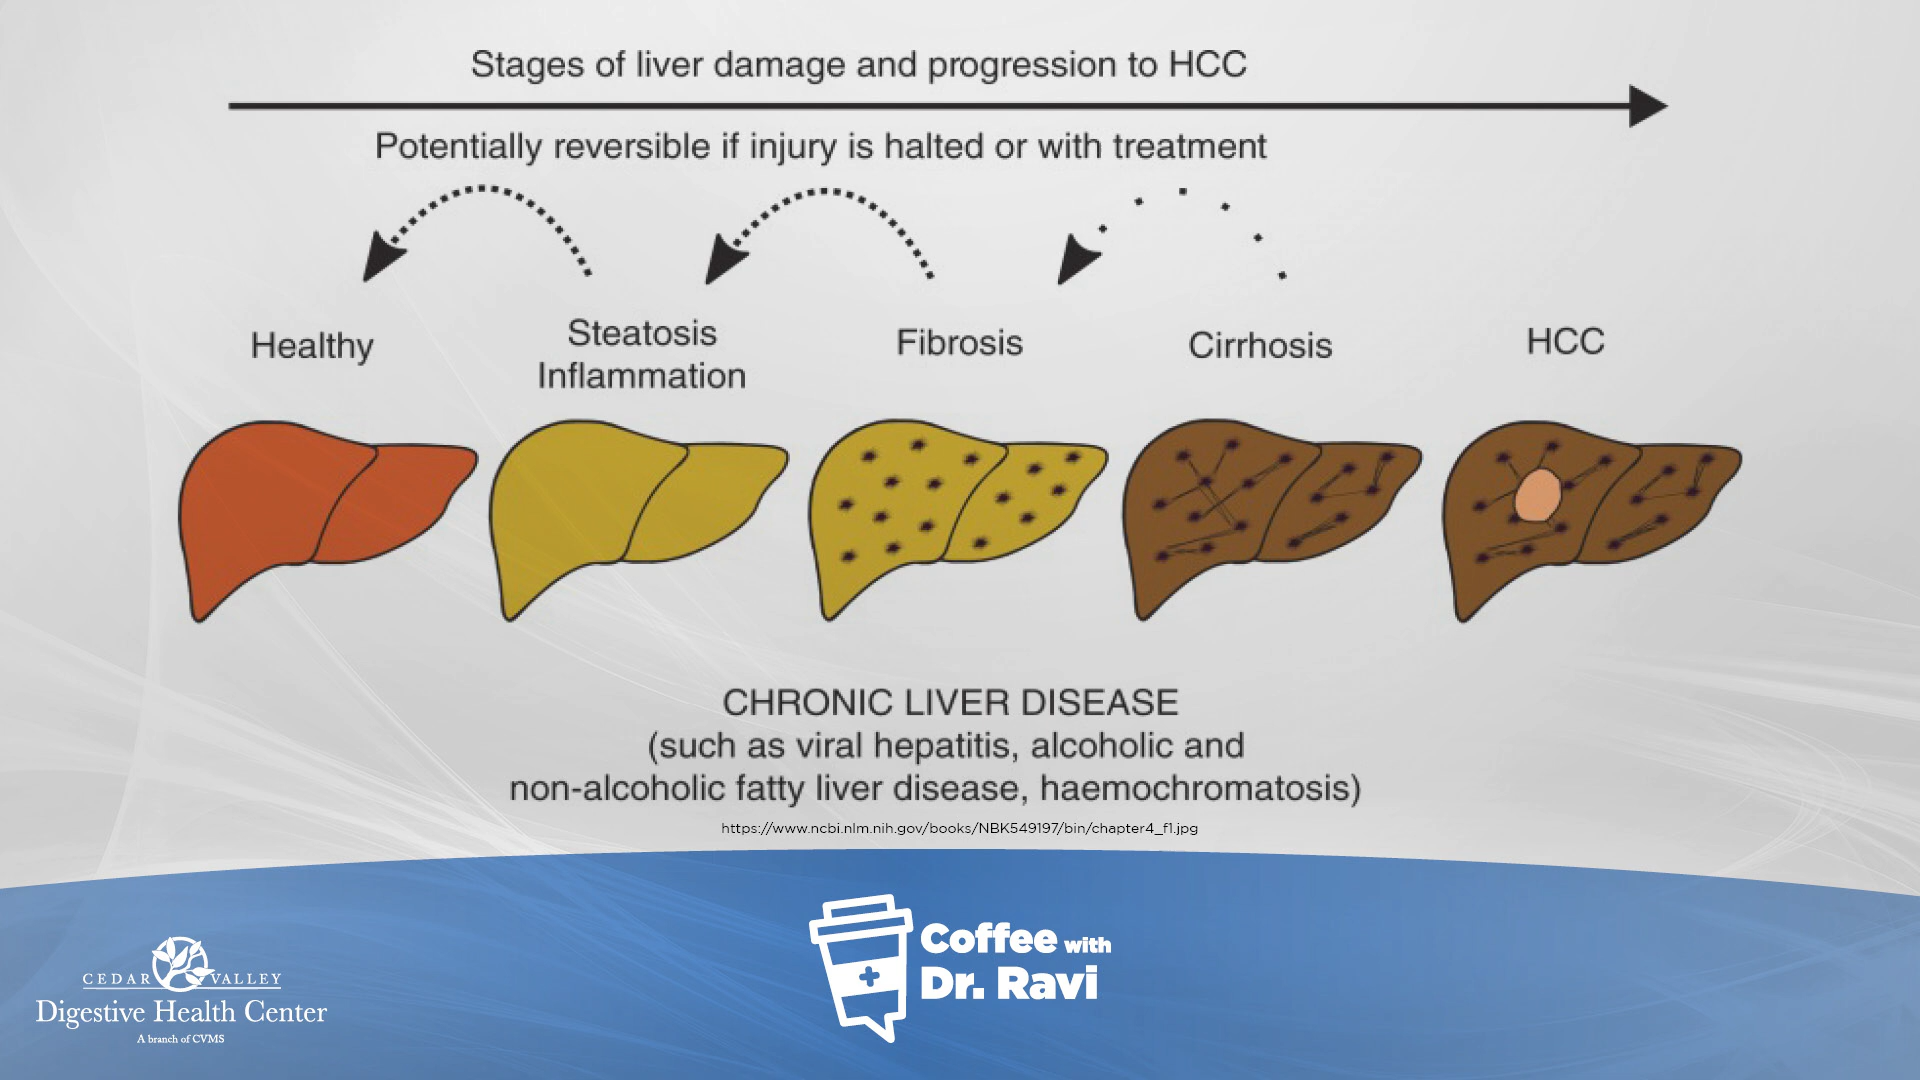 Stages of liver damage and progression to HCC
Potentially reversible if injury is halted or with treatment
Healthy
Steatosis
Inflammation
Fibrosis
Cirrhosis
HCC
CHRONIC LIVER DISEASE
(such as viral hepatitis, alcoholic and
non-alcoholic fatty liver disease, haemochromatosis)
https://www.ncbi.nlm.nih.gov/books/NBK549197/bin/chapter4_f1.jpg
CEDAR VALLEY
Digestive Health Center
A branch of CVMS
Coffee with
Dr. Ravi